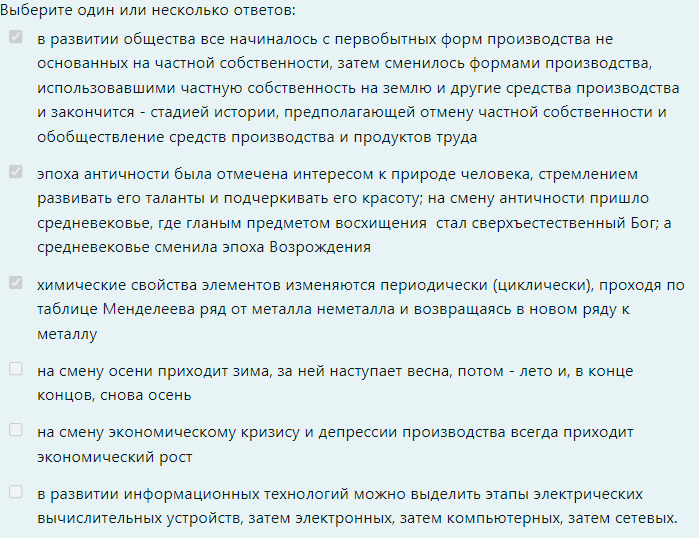 Выберите один или несколько ответов:
в развитии общества все начиналось с первобытных форм производства не
основанных на частной собственности, затем сменилось формами производства,
использовавшими частную собственность на землю и другие средства производства
и закончится - стадией истории, предполагающей отмену частной собственности и
обобществление средств производства и продуктов труда
эпоха античности была отмечена интересом к природе человека, стремлением
развивать его таланты и подчеркивать его красоту; на смену античности пришло
средневековье, где гланым предметом восхищения стал сверхъестественный Бог; а
средневековье сменила эпоха Возрождения
химические свойства элементов изменяются периодически (циклически), проходя по
таблице Менделеева ряд от металла неметалла и возвращаясь в новом ряду к
металлу
на смену осени приходит зима, за ней наступает весна, потом - лето и, в конце
концов, снова осень
на смену экономическому кризису и депрессии производства всегда приходит
экономический рост
в развитии информационных технологий можно выделить этапы электрических
вычислительных устройств, затем электронных, затем компьютерных, затем сетевых.